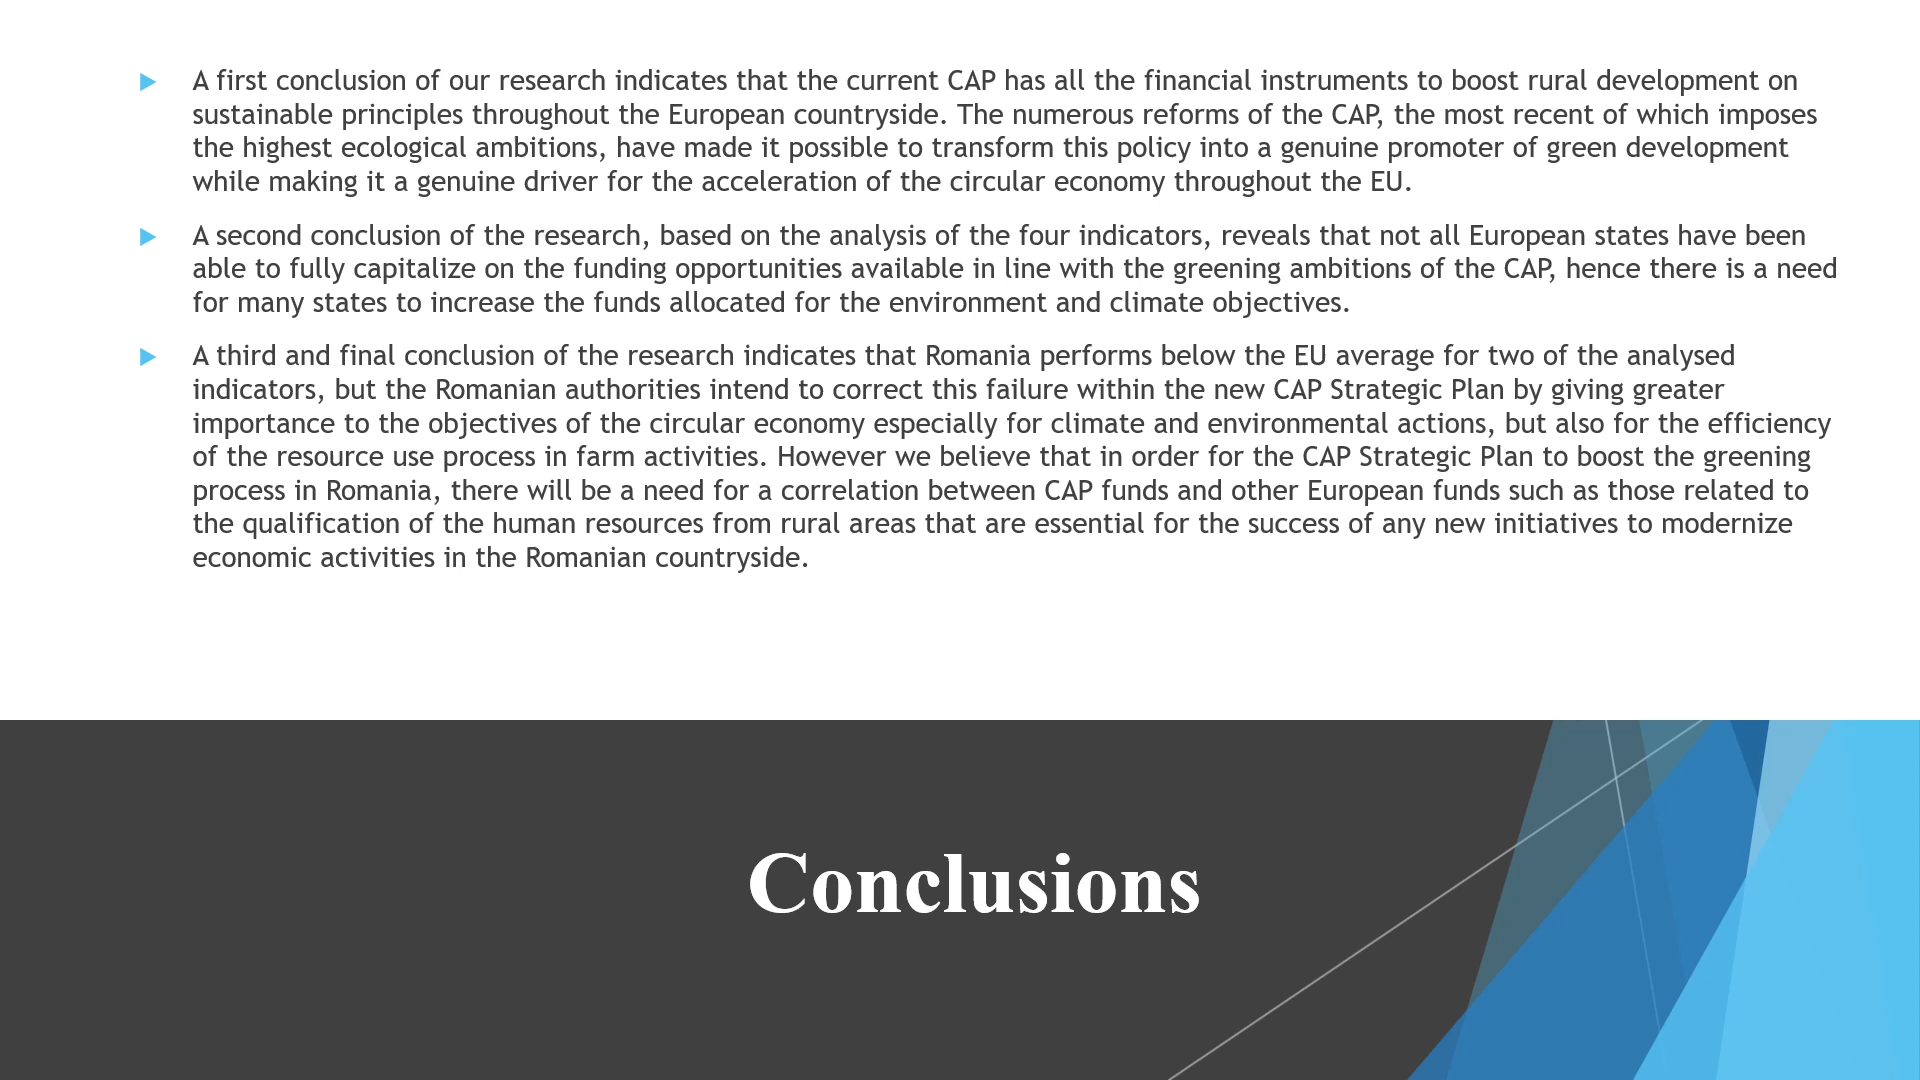 A first conclusion of our research indicates that the current CAP has all the financial instruments to boost rural development on
sustainable principles throughout the European countryside. The numerous reforms of the CAP, the most recent of which imposes
the highest ecological ambitions, have made it possible to transform this policy into a genuine promoter of green development
while making it a genuine driver for the acceleration of the circular economy throughout the EU.
A second conclusion of the research, based on the analysis of the four indicators, reveals that not all European states have been
able to fully capitalize on the funding opportunities available in line with the greening ambitions of the CAP, hence there is a need
for many states to increase the funds allocated for the environment and climate objectives.
A third and final conclusion of the research indicates that Romania performs below the EU average for two of the analysed
indicators, but the Romanian authorities intend to correct this failure within the new CAP Strategic Plan by giving greater
importance to the objectives of the circular economy especially for climate and environmental actions, but also for the efficiency
of the resource use process in farm activities. However we believe that in order for the CAP Strategic Plan to boost the greening
process in Romania, there will be a need for a correlation between CAP funds and other European funds such as those related to
the qualification of the human resources from rural areas that are essential for the success of any new initiatives to modernize
economic activities in the Romanian countryside.
Conclusions